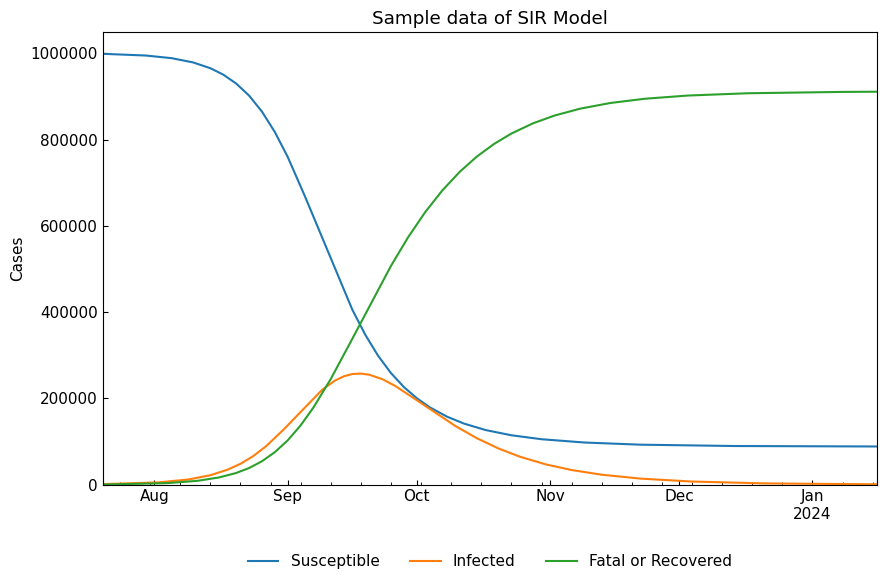 Sample data of SIR Model
Cases
1000000
800000
600000
400000
200000
0
Aug Sep Oct Nov Dec Jan
2024
Susceptible Infected Fatal or Recovered